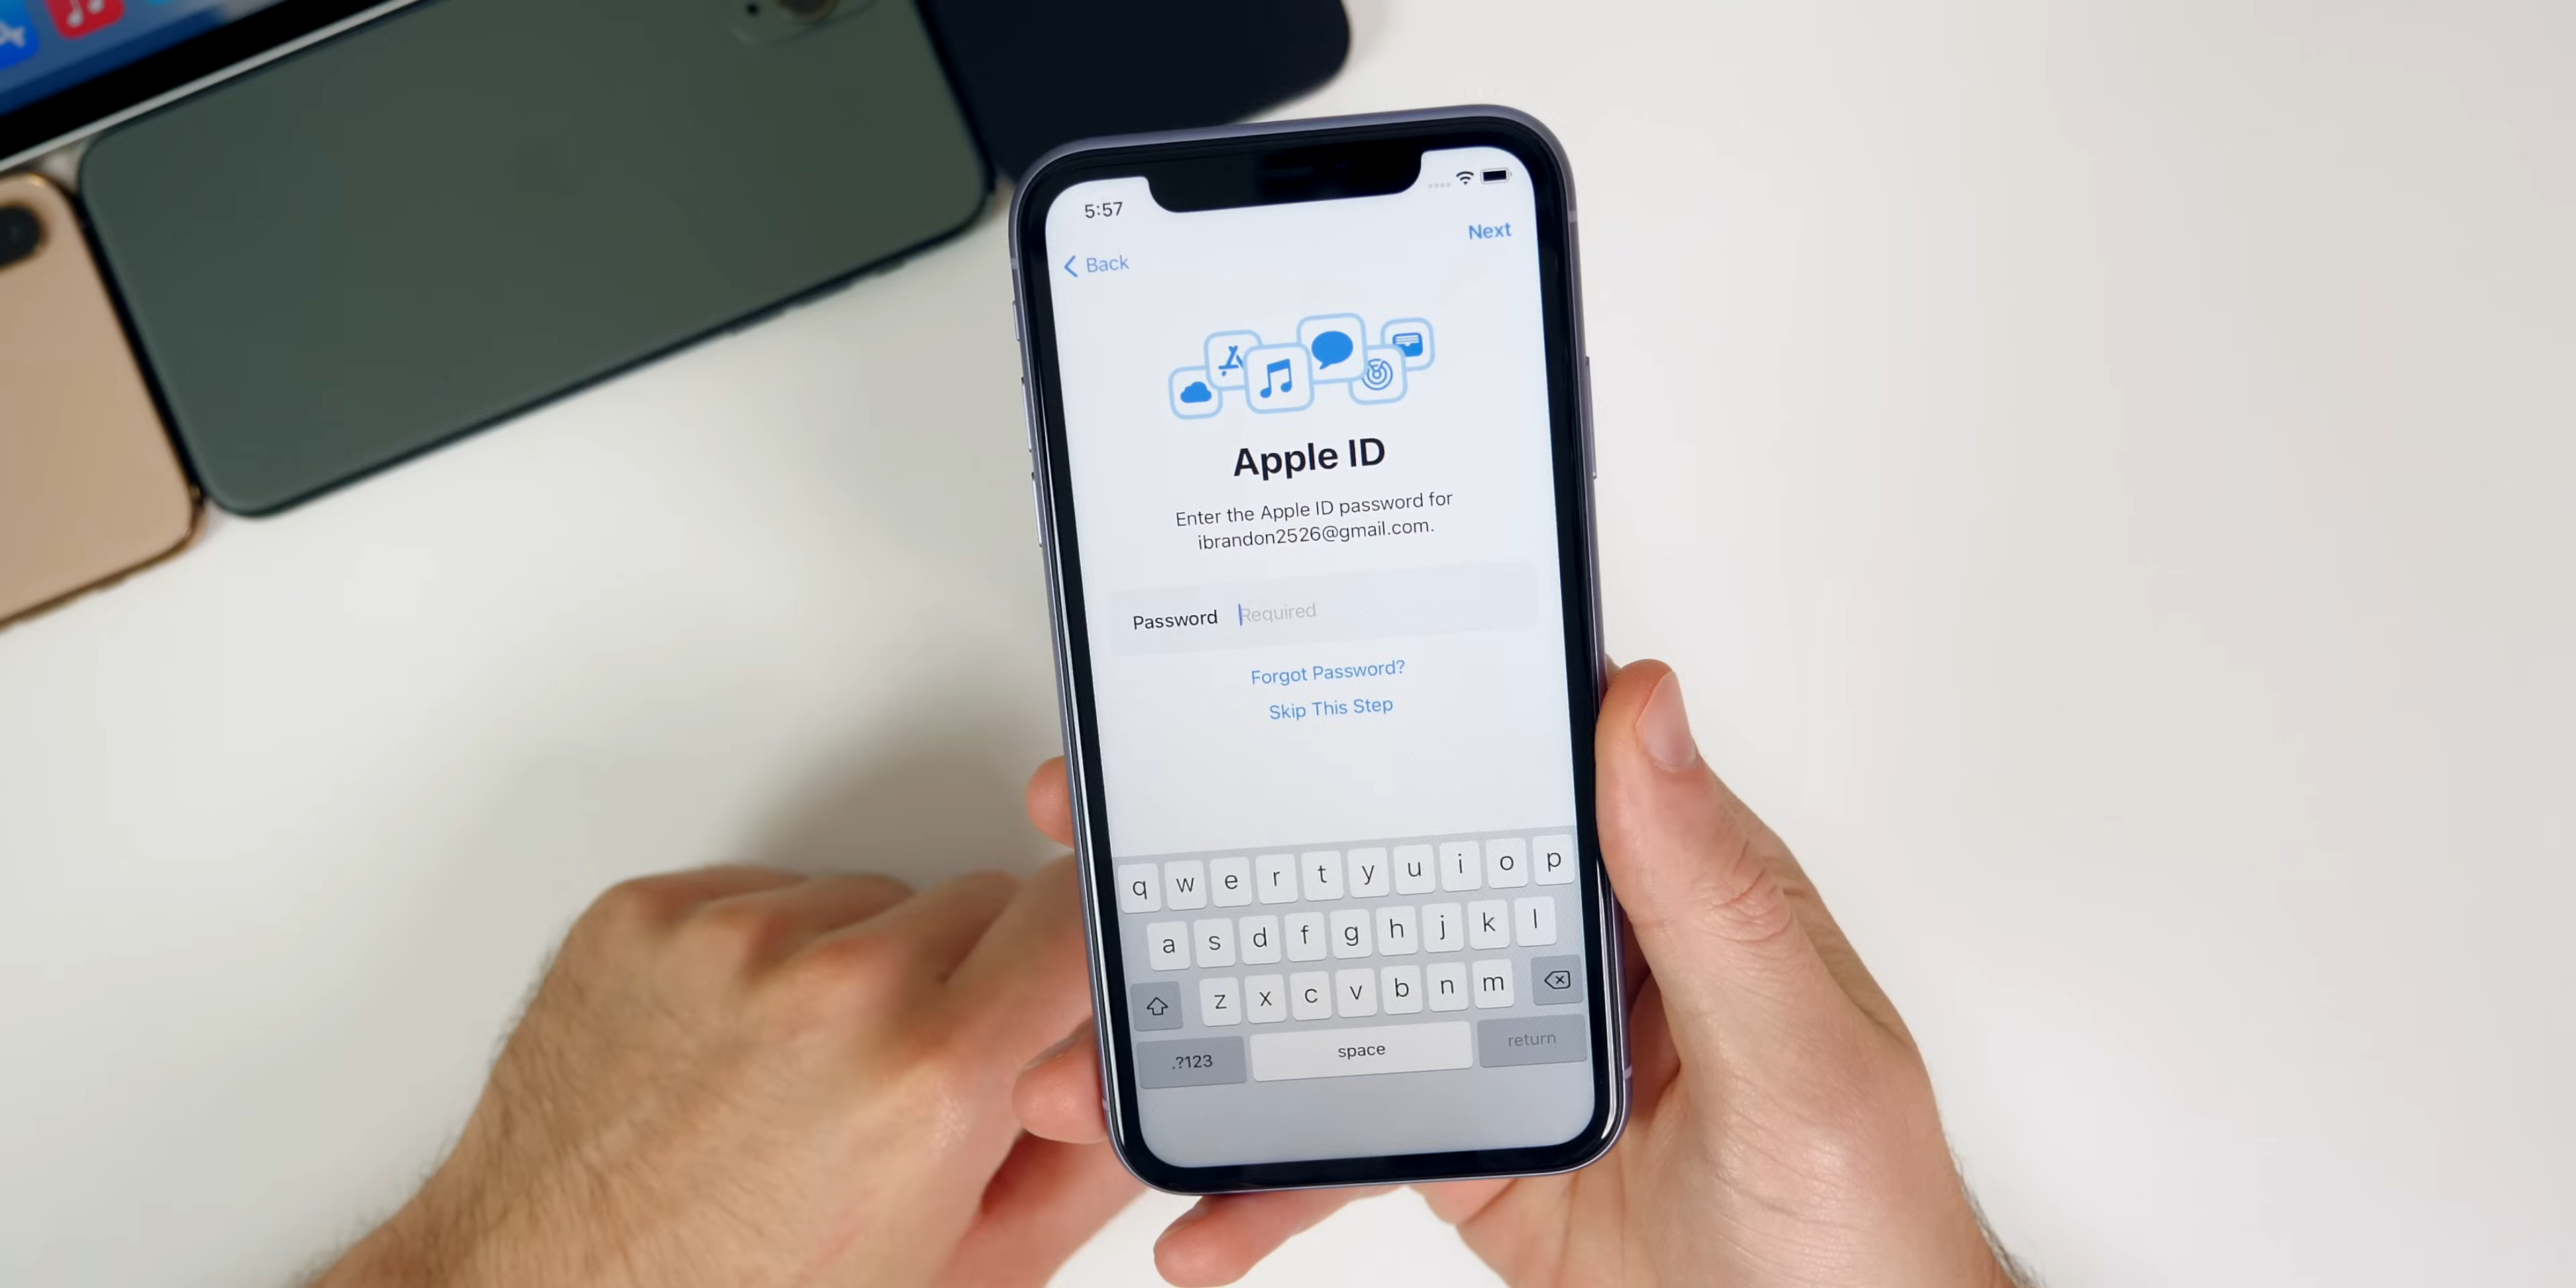 5:57
Next
Back
Apple ID
Enter the Apple ID password for
ibrandon2526@gmail.com.
Password Required
Forgot Password?
Skip This Step
q w e r t y u i o p
a s d f g h j k l
z x c v b n m
.?123 space return